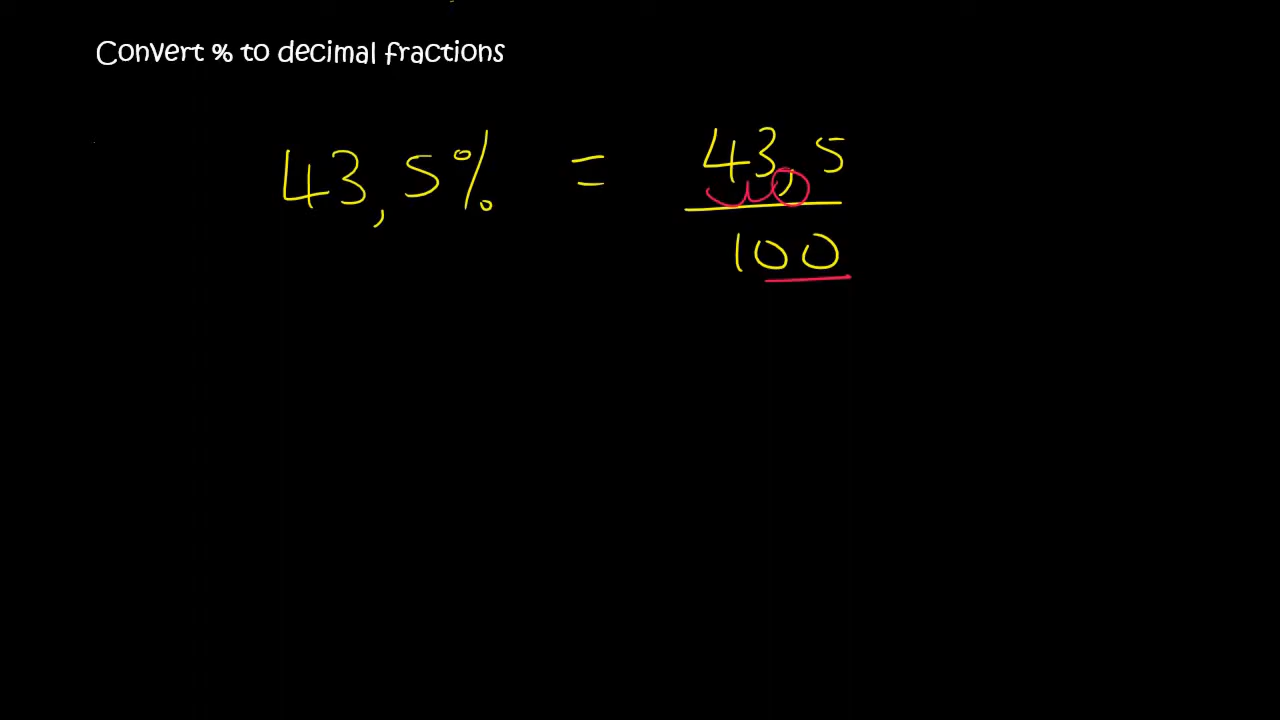 Convert % to decimal fractions
43,5% = 43,5
100